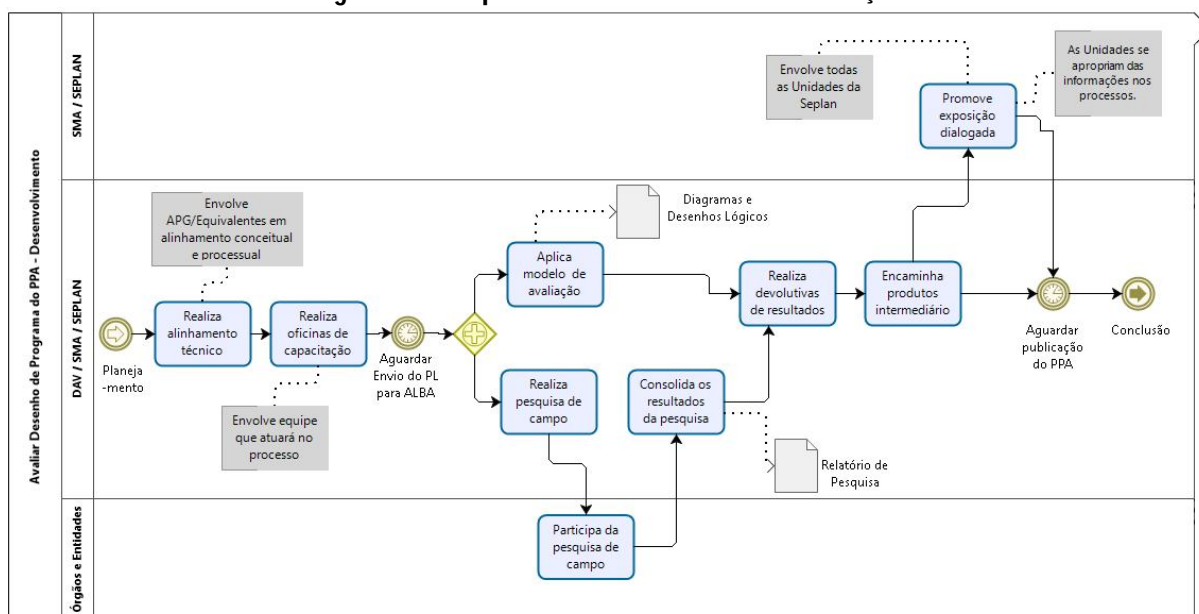 Avaliar Desenho de Programa do PPA - Desenvolvimento
SMA / SEPLAN
Envolve todas
as Unidades da
Seplan
Promove
exposição
dialogada
As Unidades se
apropriam das
informações nos
processos.
DAV / SMA / SEPLAN
Envolve
APG/Equivalentes em
alinhamento conceitual
e processual
Planeja
-mento
Realiza
alinhamento
técnico
Realiza
oficinas de
capacitação
Envolve equipe
que atuará no
processo
Aguardar
Envio do PL
para ALBA
Aplica
modelo de
avaliação
Diagramas e
Desenhos Lógicos
Realiza
pesquisa de
campo
Consolida os
resultados
da pesquisa
Relatório de
Pesquisa
Realiza
devolutivas
de resultados
Encaminha
produtos
intermediário
Aguardar
publicação
do PPA
Conclusão
Órgãos e Entidades
Participa da
pesquisa de
campo